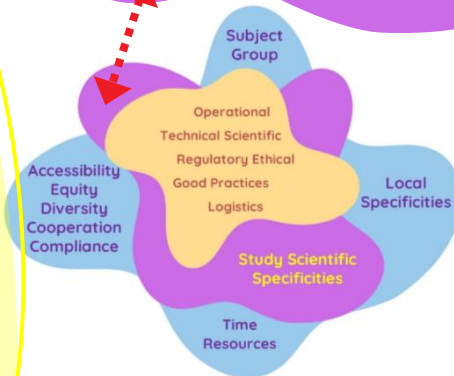 Subject
Group
Operational
Technical Scientific
Regulatory Ethical
Good Practices
Logistics
Accessibility
Equity
Diversity
Cooperation
Compliance
Local
Specificities
Study Scientific
Specificities
Time
Resources